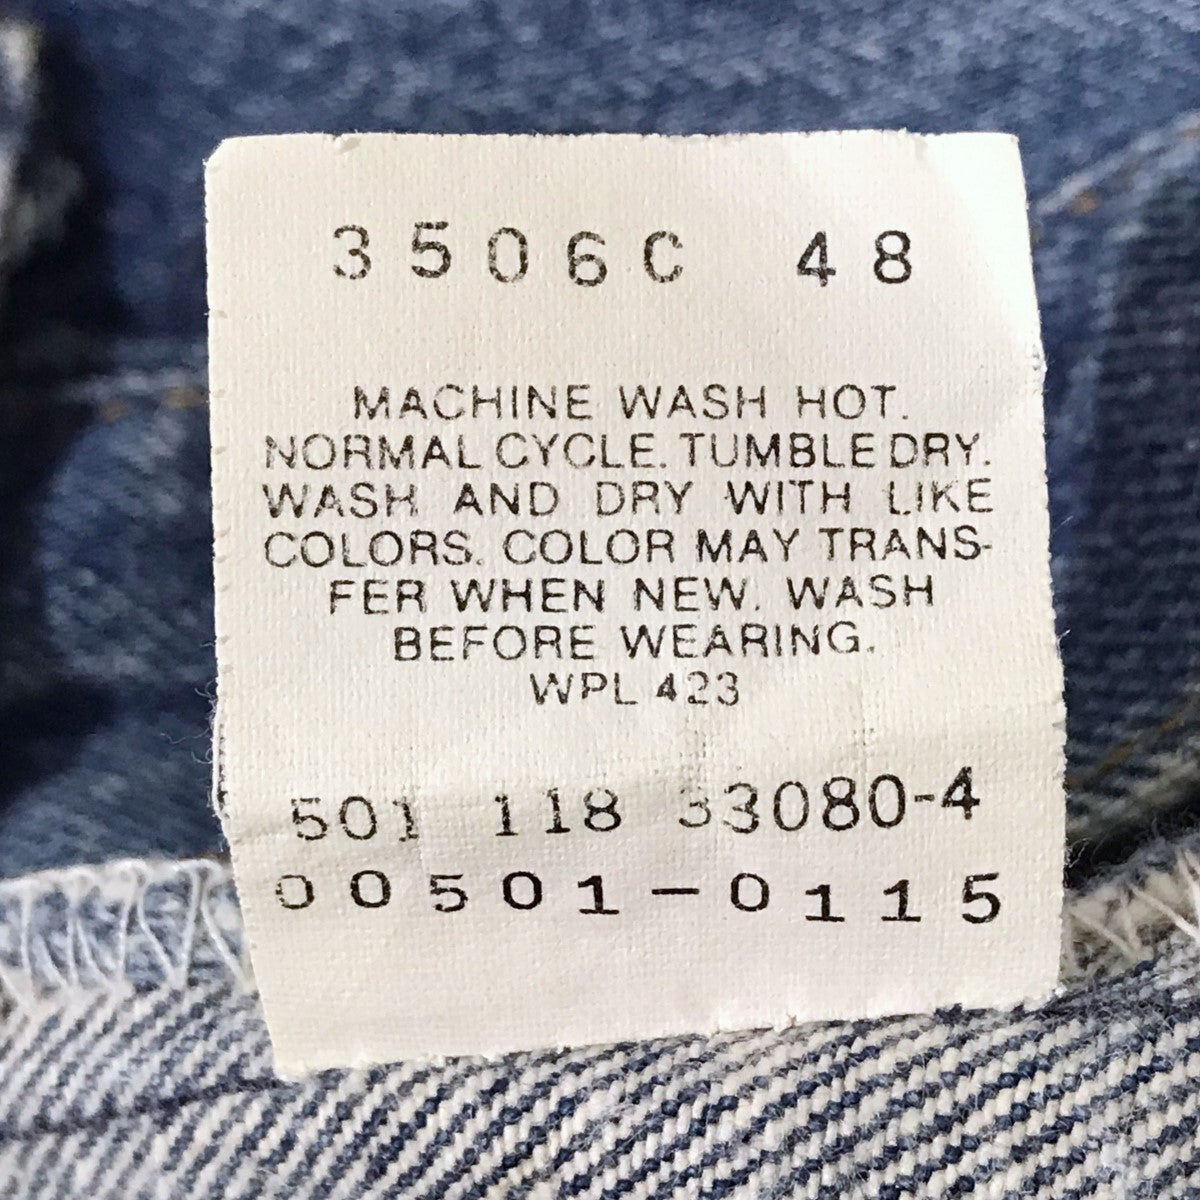 3506C 48
MACHINE WASH HOT.
NORMAL CYCLE. TUMBLE DRY.
WASH AND DRY WITH LIKE
COLORS. COLOR MAY TRANS-
FER WHEN NEW. WASH
BEFORE WEARING.
WPL 423
501 118 33080-4
00501-0115